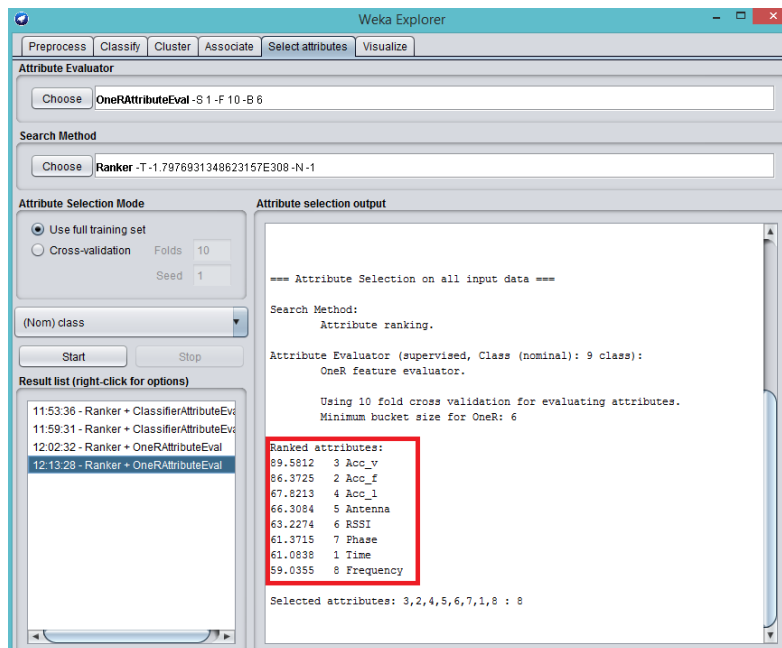 Weka Explorer
Preprocess Classify Cluster Associate Select attributes Visualize
Attribute Evaluator
Choose OneRAttributeEval -S 1 -F 10 -B 6
Search Method
Choose Ranker -T -1.7976931348623157E308 -N -1
Attribute Selection Mode
Use full training set
Cross-validation Folds 10
Seed 1
(Nom) class
Start Stop
Result list (right-click for options)
11:53:36 - Ranker + ClassifierAttributeEva
11:59:31 - Ranker + ClassifierAttributeEva
12:02:32 - Ranker + OneRAttributeEval
12:13:28 - Ranker + OneRAttributeEval
Attribute selection output
=== Attribute Selection on all input data ===
Search Method:
Attribute ranking.
Attribute Evaluator (supervised, Class (nominal): 9 class):
OneR feature evaluator.
Using 10 fold cross validation for evaluating attributes.
Minimum bucket size for OneR: 6
Ranked attributes:
89.5812 3 Acc_v
86.3725 2 Acc_f
67.8213 4 Acc_l
66.3084 5 Antenna
63.2274 6 RSSI
61.3715 7 Phase
61.0838 1 Time
59.0355 8 Frequency
Selected attributes: 3,2,4,5,6,7,1,8 : 8